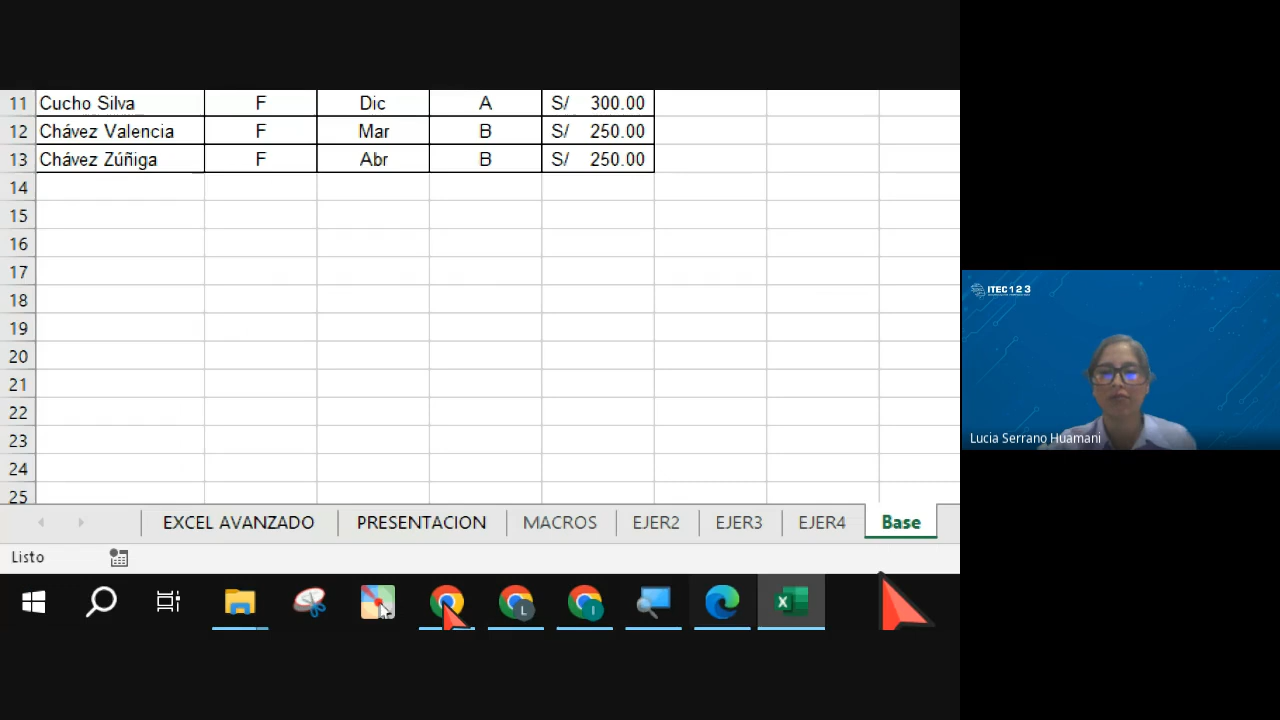 11 Cucho Silva F Dic A S/ 300.00
12 Chávez Valencia F Mar B S/ 250.00
13 Chávez Zúñiga F Abr B S/ 250.00
14
15
16
17
18
19
20
21
22
23
24
25
EXCEL AVANZADO PRESENTACION MACROS EJER2 EJER3 EJER4 Base
Listo
L
I
X
ITEC 1 2 3
Lucia Serrano Huamani